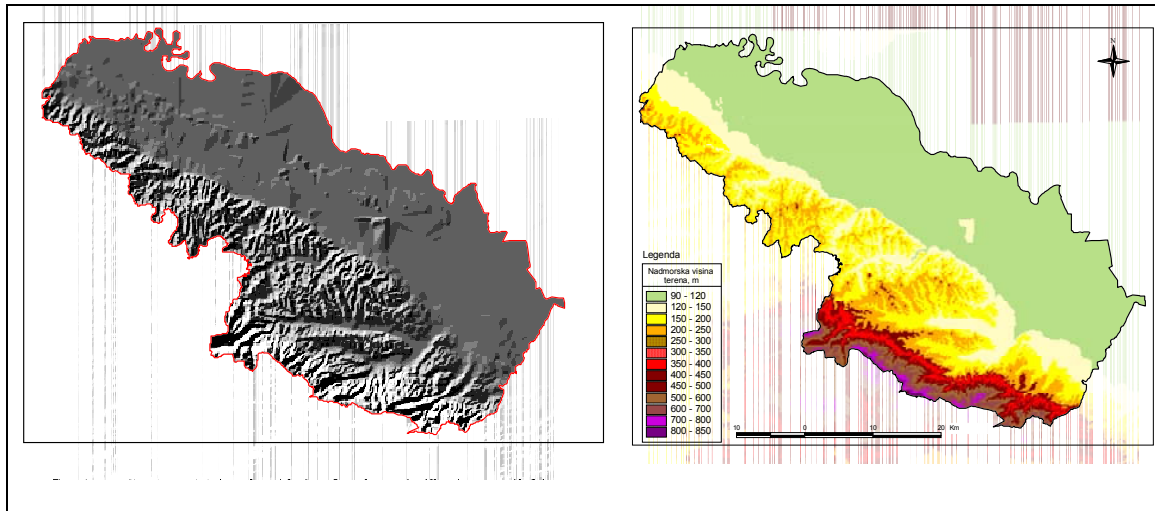 N
Legenda
Nadmorska visina
terena, m
90 - 120
120 - 150
150 - 200
200 - 250
250 - 300
300 - 350
350 - 400
400 - 450
450 - 500
500 - 600
600 - 700
700 - 800
800 - 850
10 0 10 20 Km